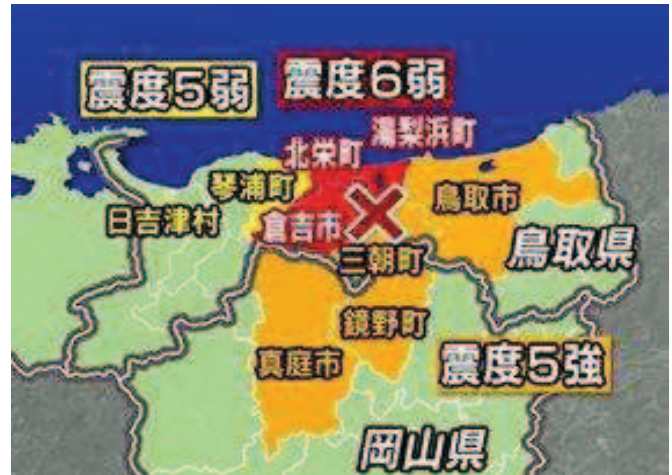 震度5弱
震度6弱
湯梨浜町
北栄町
琴浦町
鳥取市
日吉津村
倉吉市
鳥取県
三朝町
鏡野町
真庭市
震度5強
岡山県